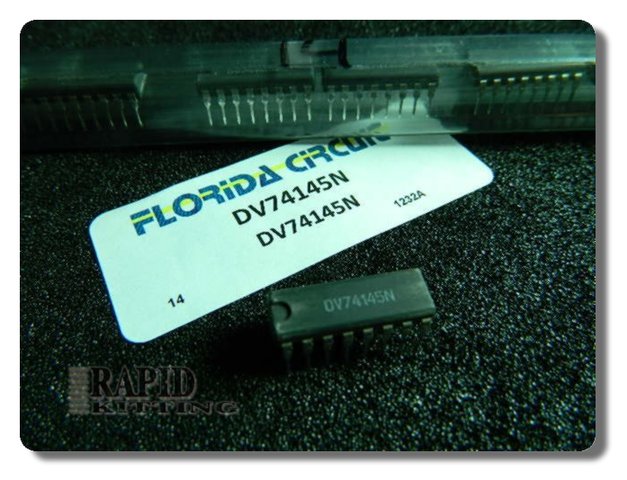 FLORIDA CIRCUIT
DV74145N
DV74145N
1232A
14
DV74145N
RAPID
KITTING